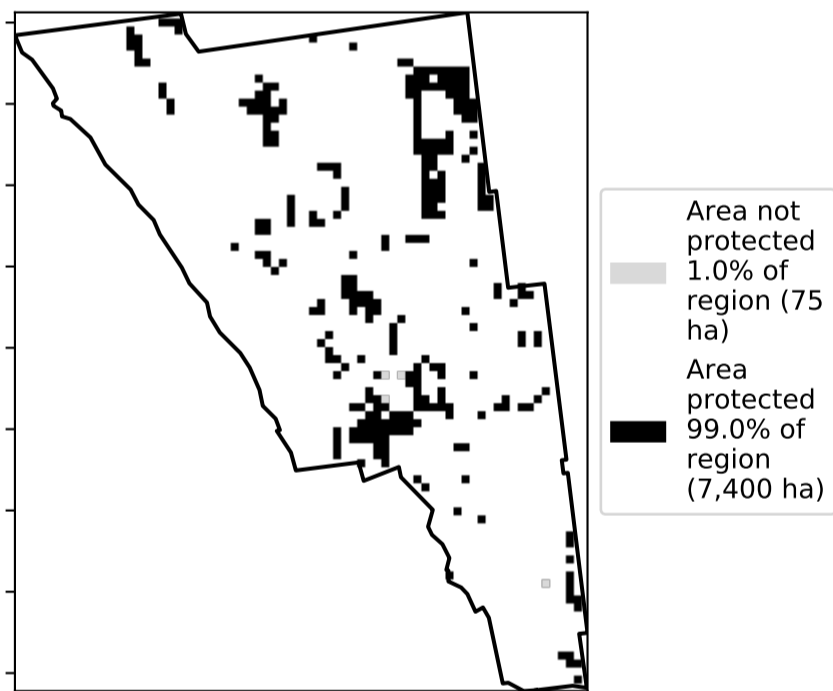 Area not
protected
1.0% of
region (75
ha)
Area
protected
99.0% of
region
(7,400 ha)